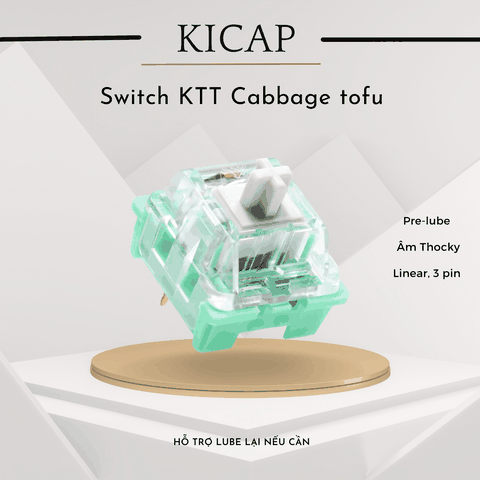 KICAP
Switch KTT Cabbage tofu
Pre-lube
Âm Thocky
Linear, 3 pin
HỖ TRỢ LUBE LẠI NẾU CẦN